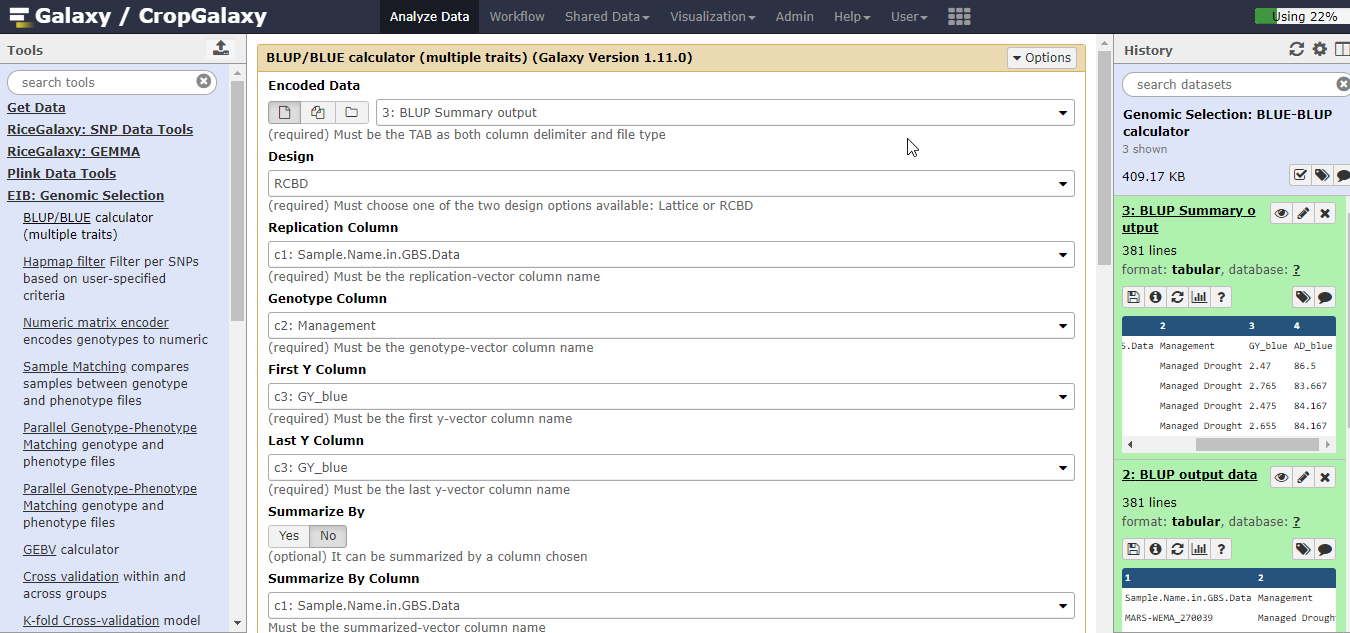 Galaxy / CropGalaxy
Analyze Data
Workflow
Shared Data
Visualization
Admin
Help
User
Using 22%
Tools
search tools
Get Data
RiceGalaxy: SNP Data Tools
RiceGalaxy: GEMMA
Plink Data Tools
EIB: Genomic Selection
BLUP/BLUE calculator
(multiple traits)
Hapmap filter Filter per SNPs
based on user-specified
criteria
Numeric matrix encoder
encodes genotypes to numeric
Sample Matching compares
samples between genotype
and phenotype files
Parallel Genotype-Phenotype
Matching genotype and
phenotype files
Parallel Genotype-Phenotype
Matching genotype and
phenotype files
GEBV calculator
Cross validation within and
across groups
K-fold Cross-validation model
BLUP/BLUE calculator (multiple traits) (Galaxy Version 1.11.0)
Options
Encoded Data
3: BLUP Summary output
(required) Must be the TAB as both column delimiter and file type
Design
RCBD
(required) Must choose one of the two design options available: Lattice or RCBD
Replication Column
c1: Sample.Name.in.GBS.Data
(required) Must be the replication-vector column name
Genotype Column
c2: Management
(required) Must be the genotype-vector column name
First Y Column
c3: GY_blue
(required) Must be the first y-vector column name
Last Y Column
c3: GY_blue
(required) Must be the last y-vector column name
Summarize By
Yes No
(optional) It can be summarized by a column chosen
Summarize By Column
c1: Sample.Name.in.GBS.Data
Must be the summarized-vector column name
History
search datasets
Genomic Selection: BLUE-BLUP
calculator
3 shown
409.17 KB
3: BLUP Summary o
utput
381 lines
format: tabular, database: ?
?
2 3 4
S.Data Management GY_blue AD_blue
Managed Drought 2.47 86.5
Managed Drought 2.765 83.667
Managed Drought 2.475 84.167
Managed Drought 2.655 84.167
2: BLUP output data
381 lines
format: tabular, database: ?
?
1 2
Sample.Name.in.GBS.Data Management
MARS-WEMA_270039 Managed Drough